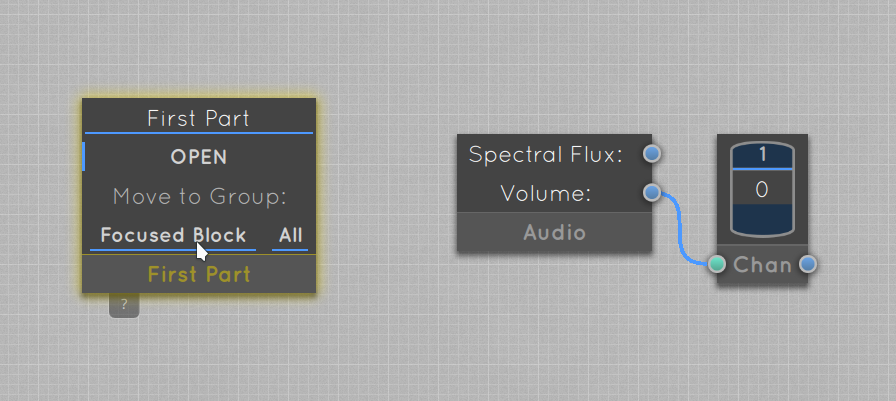 First Part
OPEN
Move to Group:
Focused Block All
First Part
?
Spectral Flux:
Volume:
Audio
1
0
Chan